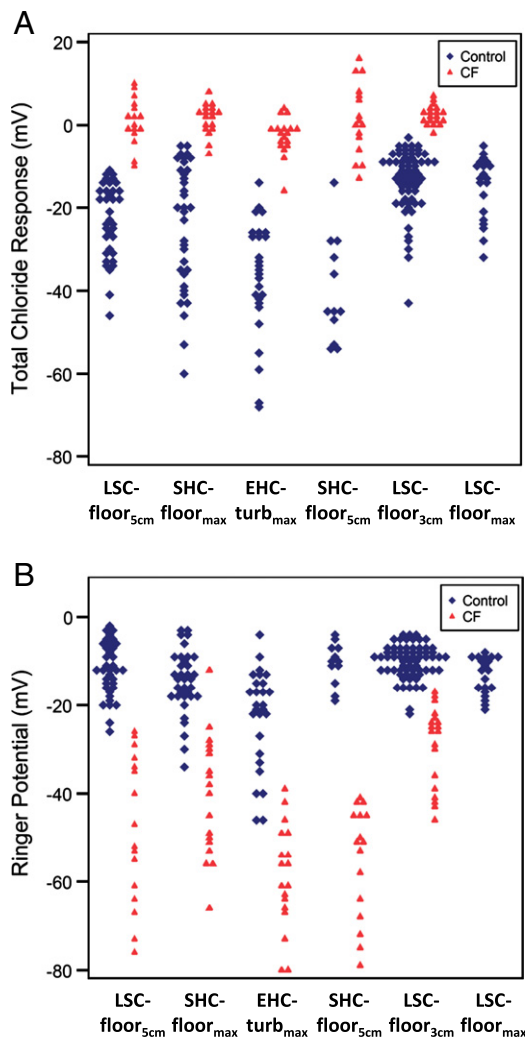 A
Total Chloride Response (mV)
20
0
-20
-40
-60
-80
Control
CF
LSC- SHC- EHC- SHC- LSC- LSC-
floor5cm floormax turbmax floor5cm floor3cm floormax
B
Ringer Potential (mV)
0
-20
-40
-60
-80
Control
CF
LSC- SHC- EHC- SHC- LSC- LSC-
floor5cm floormax turbmax floor5cm floor3cm floormax